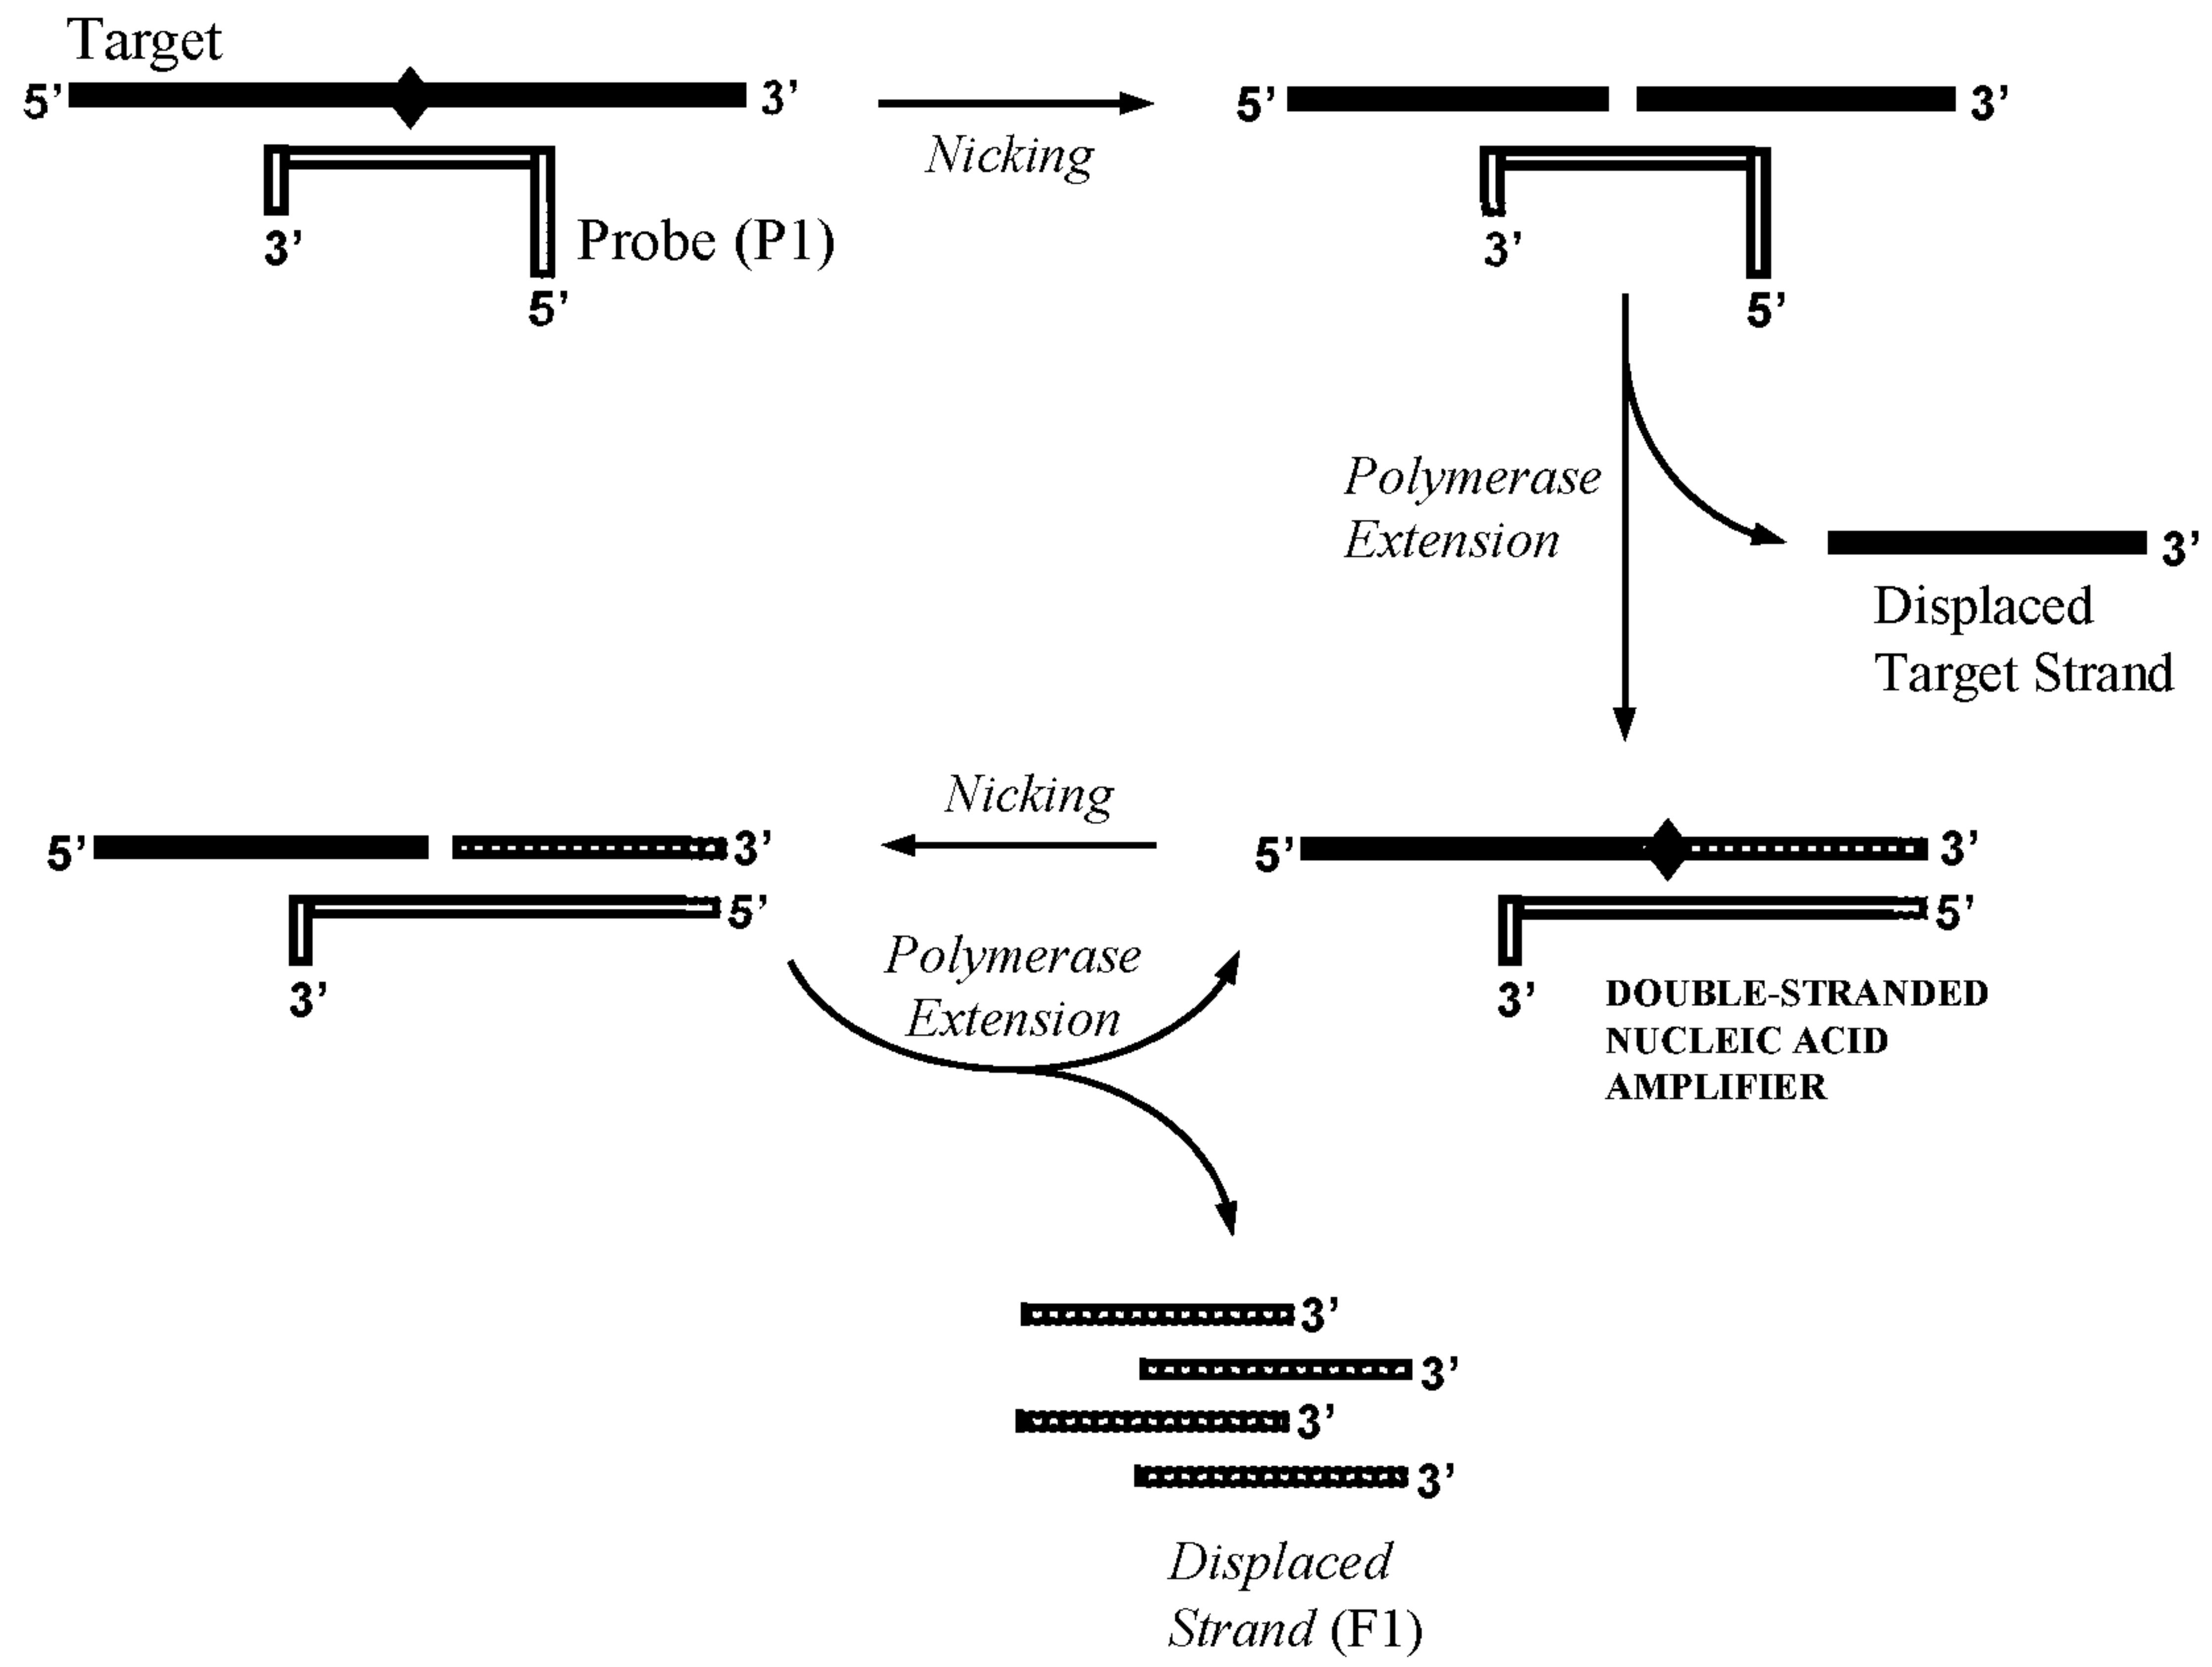 Target
5’
3’
3’
Probe (P1)
5’
Nicking
5’
3’
3’
5’
Polymerase
Extension
3’
Displaced
Target Strand
Nicking
5’
3’
5’
3’
5’
3’
5’
3’
DOUBLE-STRANDED
NUCLEIC ACID
AMPLIFIER
Polymerase
Extension
3’
3’
3’
3’
Displaced
Strand (F1)